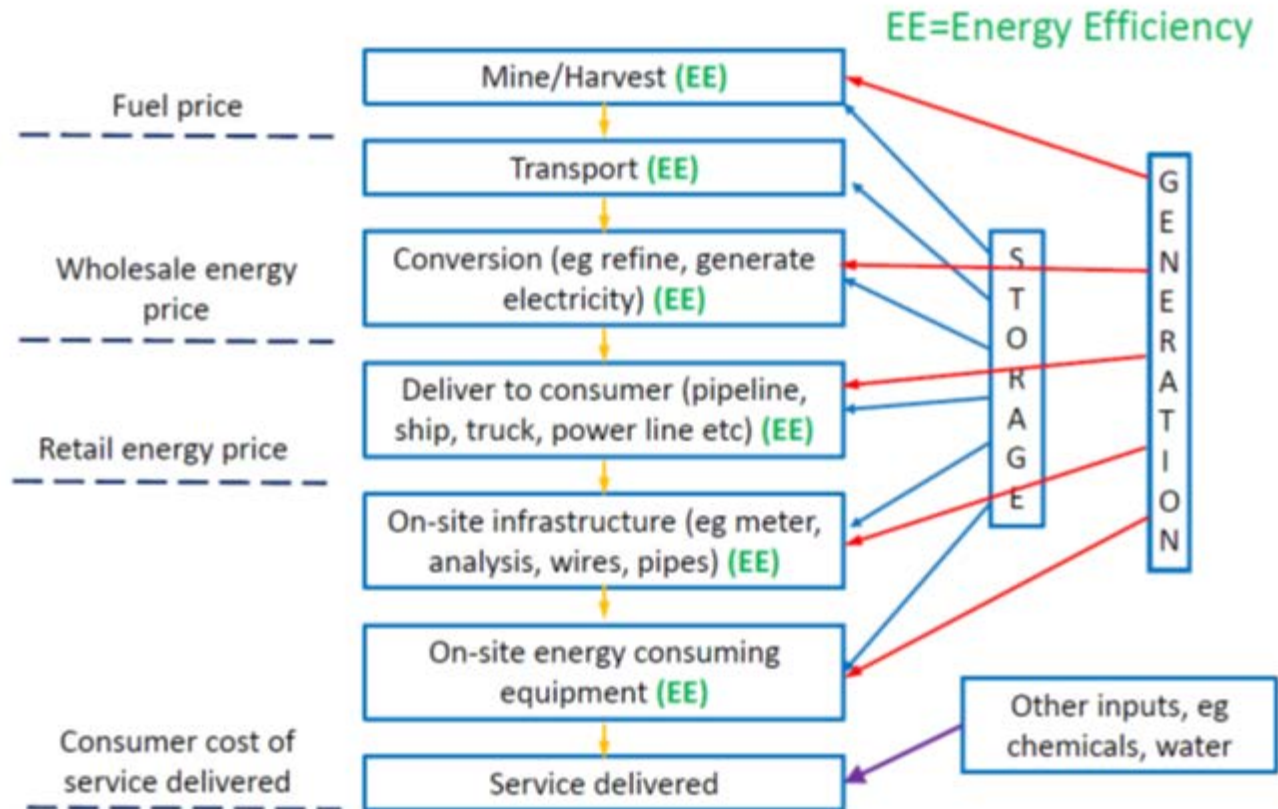 EE=Energy Efficiency
Mine/Harvest (EE)
Fuel price
Transport (EE)
Wholesale energy
price
Conversion (eg refine, generate
electricity) (EE)
Deliver to consumer (pipeline,
ship, truck, power line etc) (EE)
Retail energy price
On-site infrastructure (eg meter,
analysis, wires, pipes) (EE)
On-site energy consuming
equipment (EE)
Consumer cost of
service delivered
Service delivered
STORAGE
GENERATION
Other inputs, eg
chemicals, water